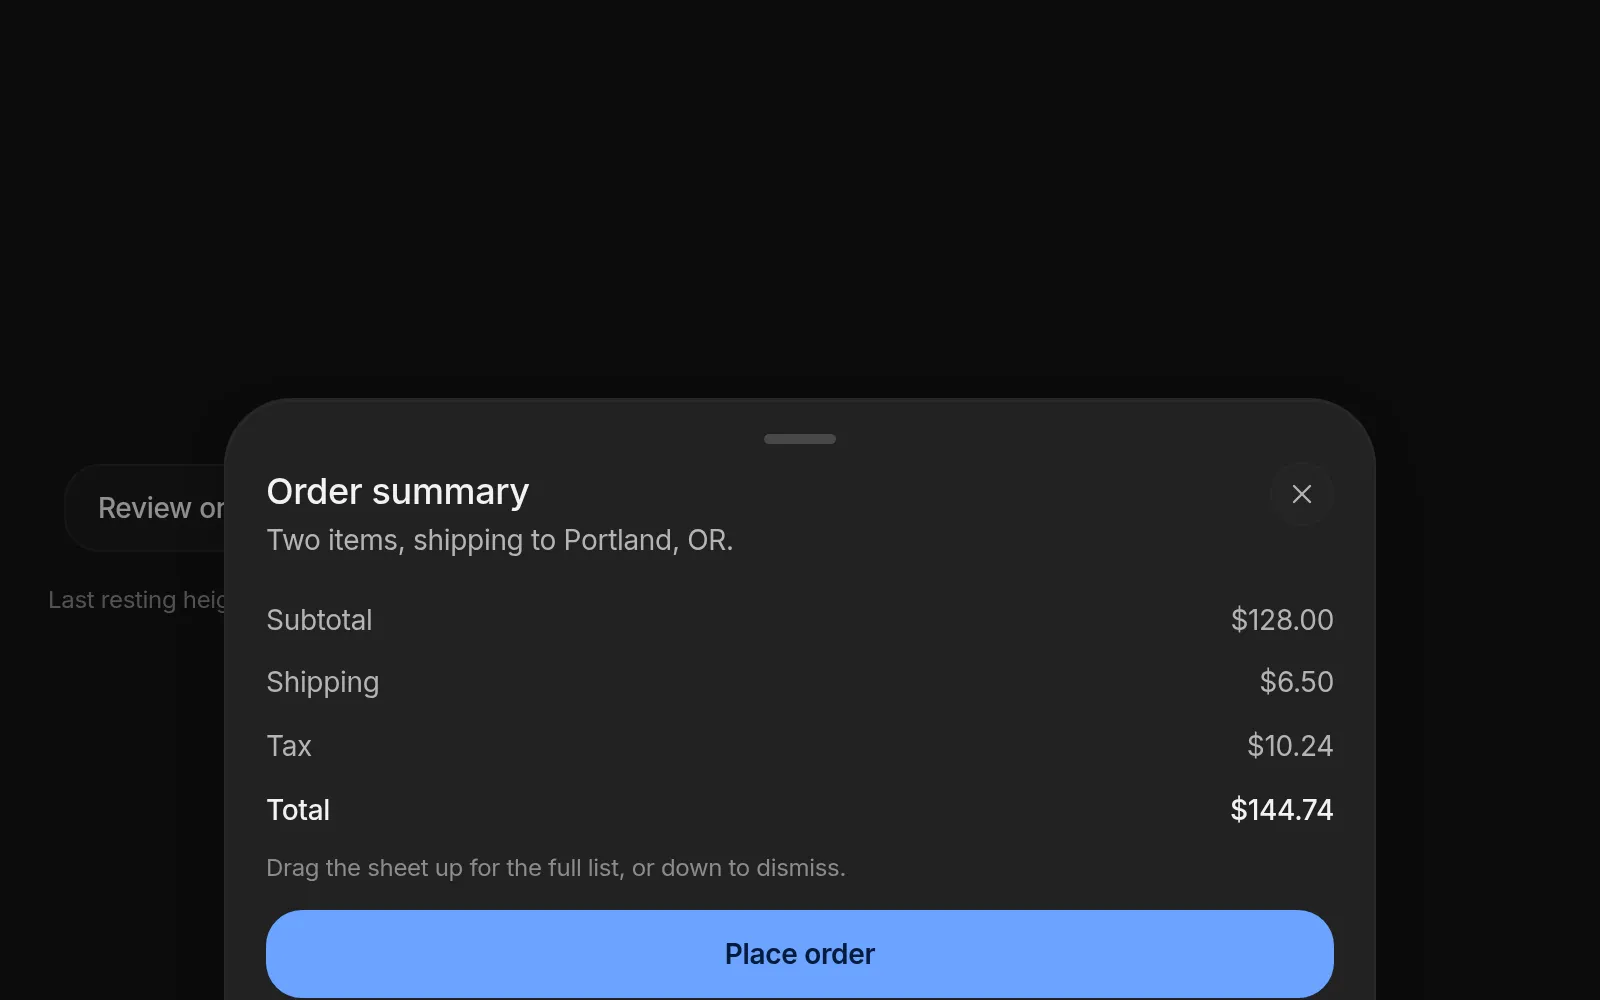 Order summary
Two items, shipping to Portland, OR.
Review or
Last resting heig
Subtotal $128.00
Shipping $6.50
Tax $10.24
Total $144.74
Drag the sheet up for the full list, or down to dismiss.
Place order